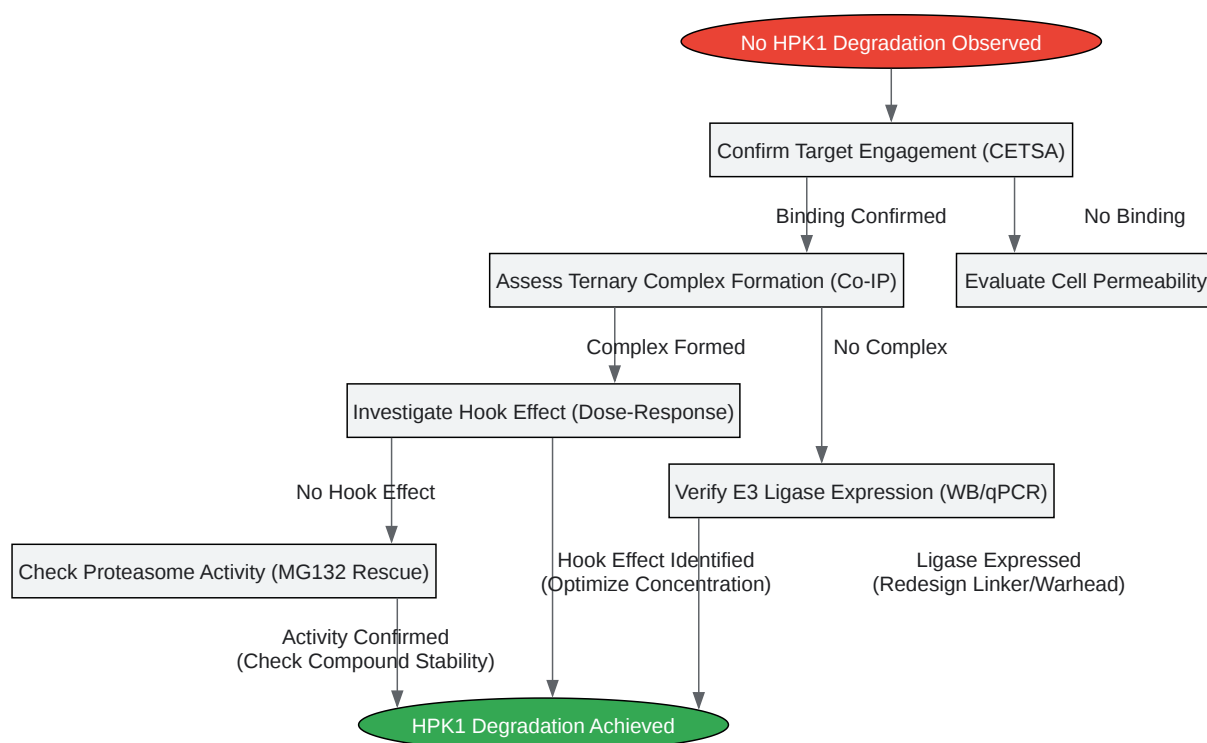 No HPK1 Degradation Observed
Confirm Target Engagement (CETSA)
Binding Confirmed
No Binding
Assess Ternary Complex Formation (Co-IP)
Evaluate Cell Permeability
Complex Formed
No Complex
Investigate Hook Effect (Dose-Response)
No Hook Effect
Verify E3 Ligase Expression (WB/qPCR)
Check Proteasome Activity (MG132 Rescue)
Hook Effect Identified
(Optimize Concentration)
Ligase Expressed
(Redesign Linker/Warhead)
Activity Confirmed
(Check Compound Stability)
HPK1 Degradation Achieved